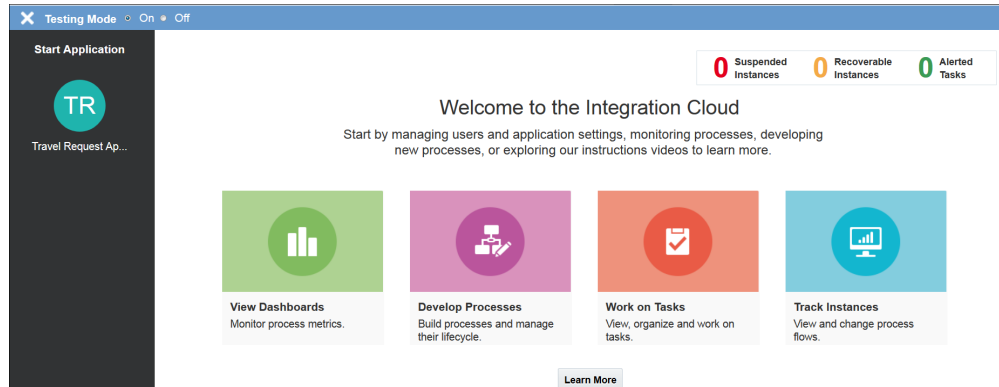 Testing Mode On Off
Start Application
TR
Travel Request Ap...
0 Suspended Instances
0 Recoverable Instances
0 Alerted Tasks
Welcome to the Integration Cloud
Start by managing users and application settings, monitoring processes, developing
new processes, or exploring our instructions videos to learn more.
View Dashboards
Monitor process metrics.
Develop Processes
Build processes and manage
their lifecycle.
Work on Tasks
View, organize and work on
tasks.
Track Instances
View and change process
flows.
Learn More